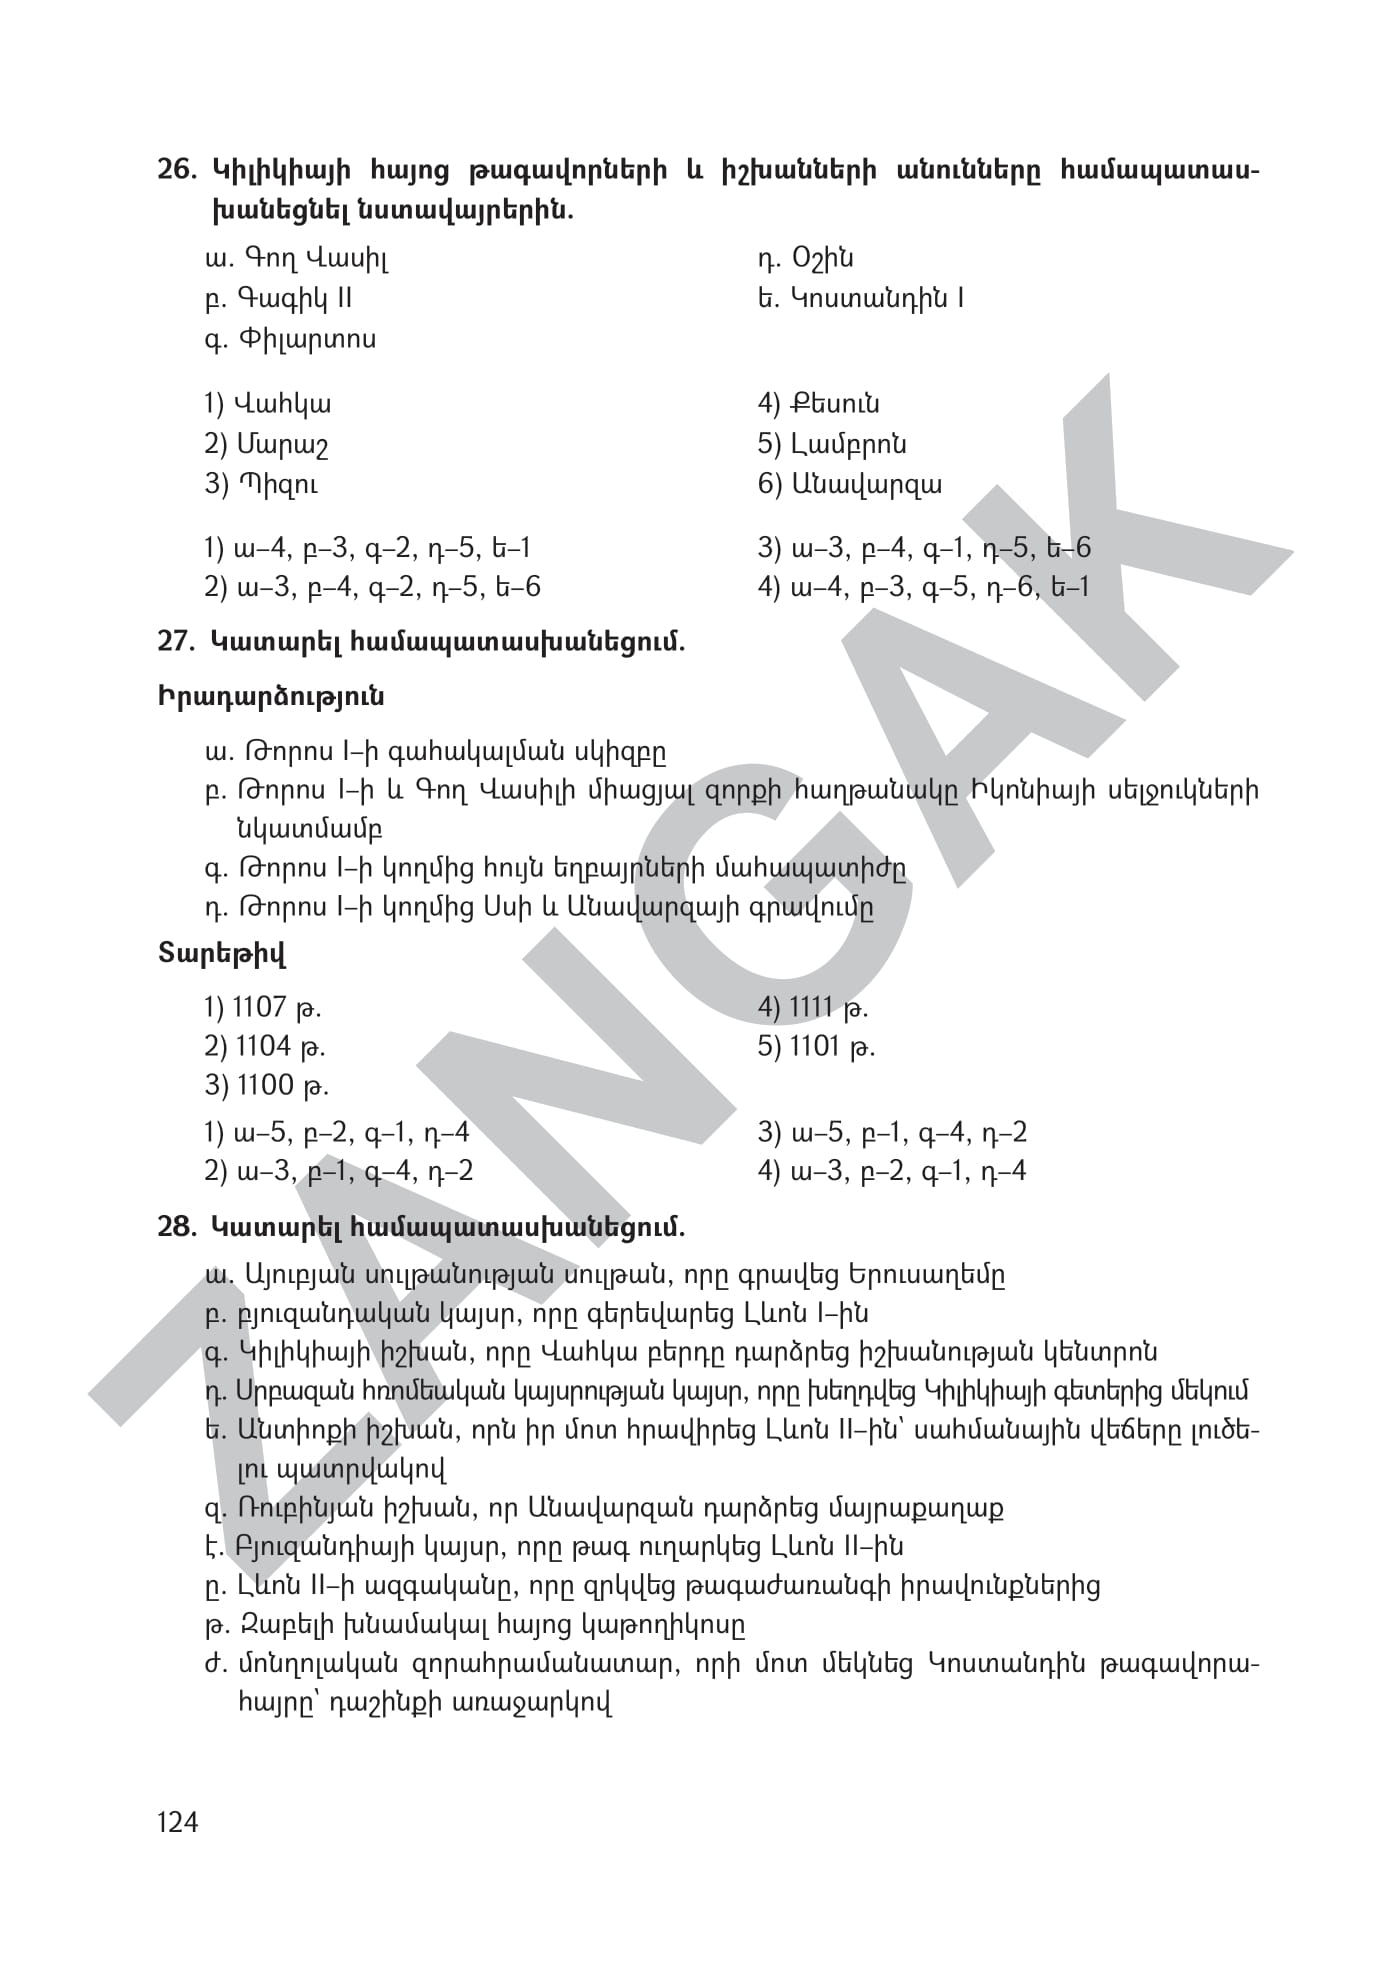 26. Կիլիկիայի հայոց թագավորների և իշխանների անունները համապատաս-
խանեցնել նստավայրերին.
ա. Գող Վասիլ
բ. Գագիկ II
գ. Փիլարտոս
դ. Օշին
ե. Կոստանդին I
1) Վահկա
2) Մարաշ
3) Պիզու
4) Քեսուն
5) Լամբրոն
6) Անավարզա
1) ա–4, բ–3, գ–2, դ–5, ե–1
2) ա–3, բ–4, գ–2, դ–5, ե–6
3) ա–3, բ–4, գ–1, դ–5, ե–6
4) ա–4, բ–3, գ–5, դ–6, ե–1
27. Կատարել համապատասխանեցում.
Իրադարձություն
ա. Թորոս I–ի գահակալման սկիզբը
բ. Թորոս I–ի և Գող Վասիլի միացյալ զորքի հաղթանակը Իկոնիայի սելջուկների
նկատմամբ
գ. Թորոս I–ի կողմից հույն եղբայրների մահապատիժը
դ. Թորոս I–ի կողմից Սսի և Անավարզայի գրավումը
Տարեթիվ
1) 1107 թ.
2) 1104 թ.
3) 1100 թ.
4) 1111 թ.
5) 1101 թ.
1) ա–5, բ–2, գ–1, դ–4
2) ա–3, բ–1, գ–4, դ–2
3) ա–5, բ–1, գ–4, դ–2
4) ա–3, բ–2, գ–1, դ–4
28. Կատարել համապատասխանեցում.
ա. Այուբյան սուլթանության սուլթան, որը գրավեց Երուսաղեմը
բ. բյուզանդական կայսր, որը գերեվարեց Լևոն I–ին
գ. Կիլիկիայի իշխան, որը Վահկա բերդը դարձրեց իշխանության կենտրոն
դ. Սրբազան հռոմեական կայսրության կայսր, որը խեղդվեց Կիլիկիայի գետերից մեկում
ե. Անտիոքի իշխան, որն իր մոտ հրավիրեց Լևոն II–ին՝ սահմանային վեճերը լուծե-
լու պատրվակով
զ. Ռուբինյան իշխան, որ Անավարզան դարձրեց մայրաքաղաք
է. Բյուզանդիայի կայսր, որը թագ ուղարկեց Լևոն II–ին
ը. Լևոն II–ի ազգականը, որը զրկվեց թագաժառանգի իրավունքներից
թ. Զաբելի խնամակալ հայոց կաթողիկոսը
ժ. մոնղոլական զորահրամանատար, որի մոտ մեկնեց Կոստանդին թագավորա-
հայրը՝ դաշինքի առաջարկով
124
ZANGAK